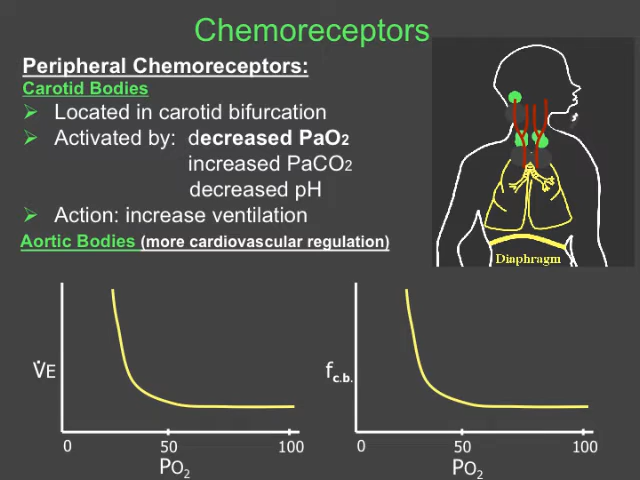 Chemoreceptors
Peripheral Chemoreceptors:
Carotid Bodies
➢ Located in carotid bifurcation
➢ Activated by: decreased PaO2
increased PaCO2
decreased pH
➢ Action: increase ventilation
Aortic Bodies (more cardiovascular regulation)
Diaphragm
V̇E
0 50 100
PO2
fc.b.
0 50 100
PO2